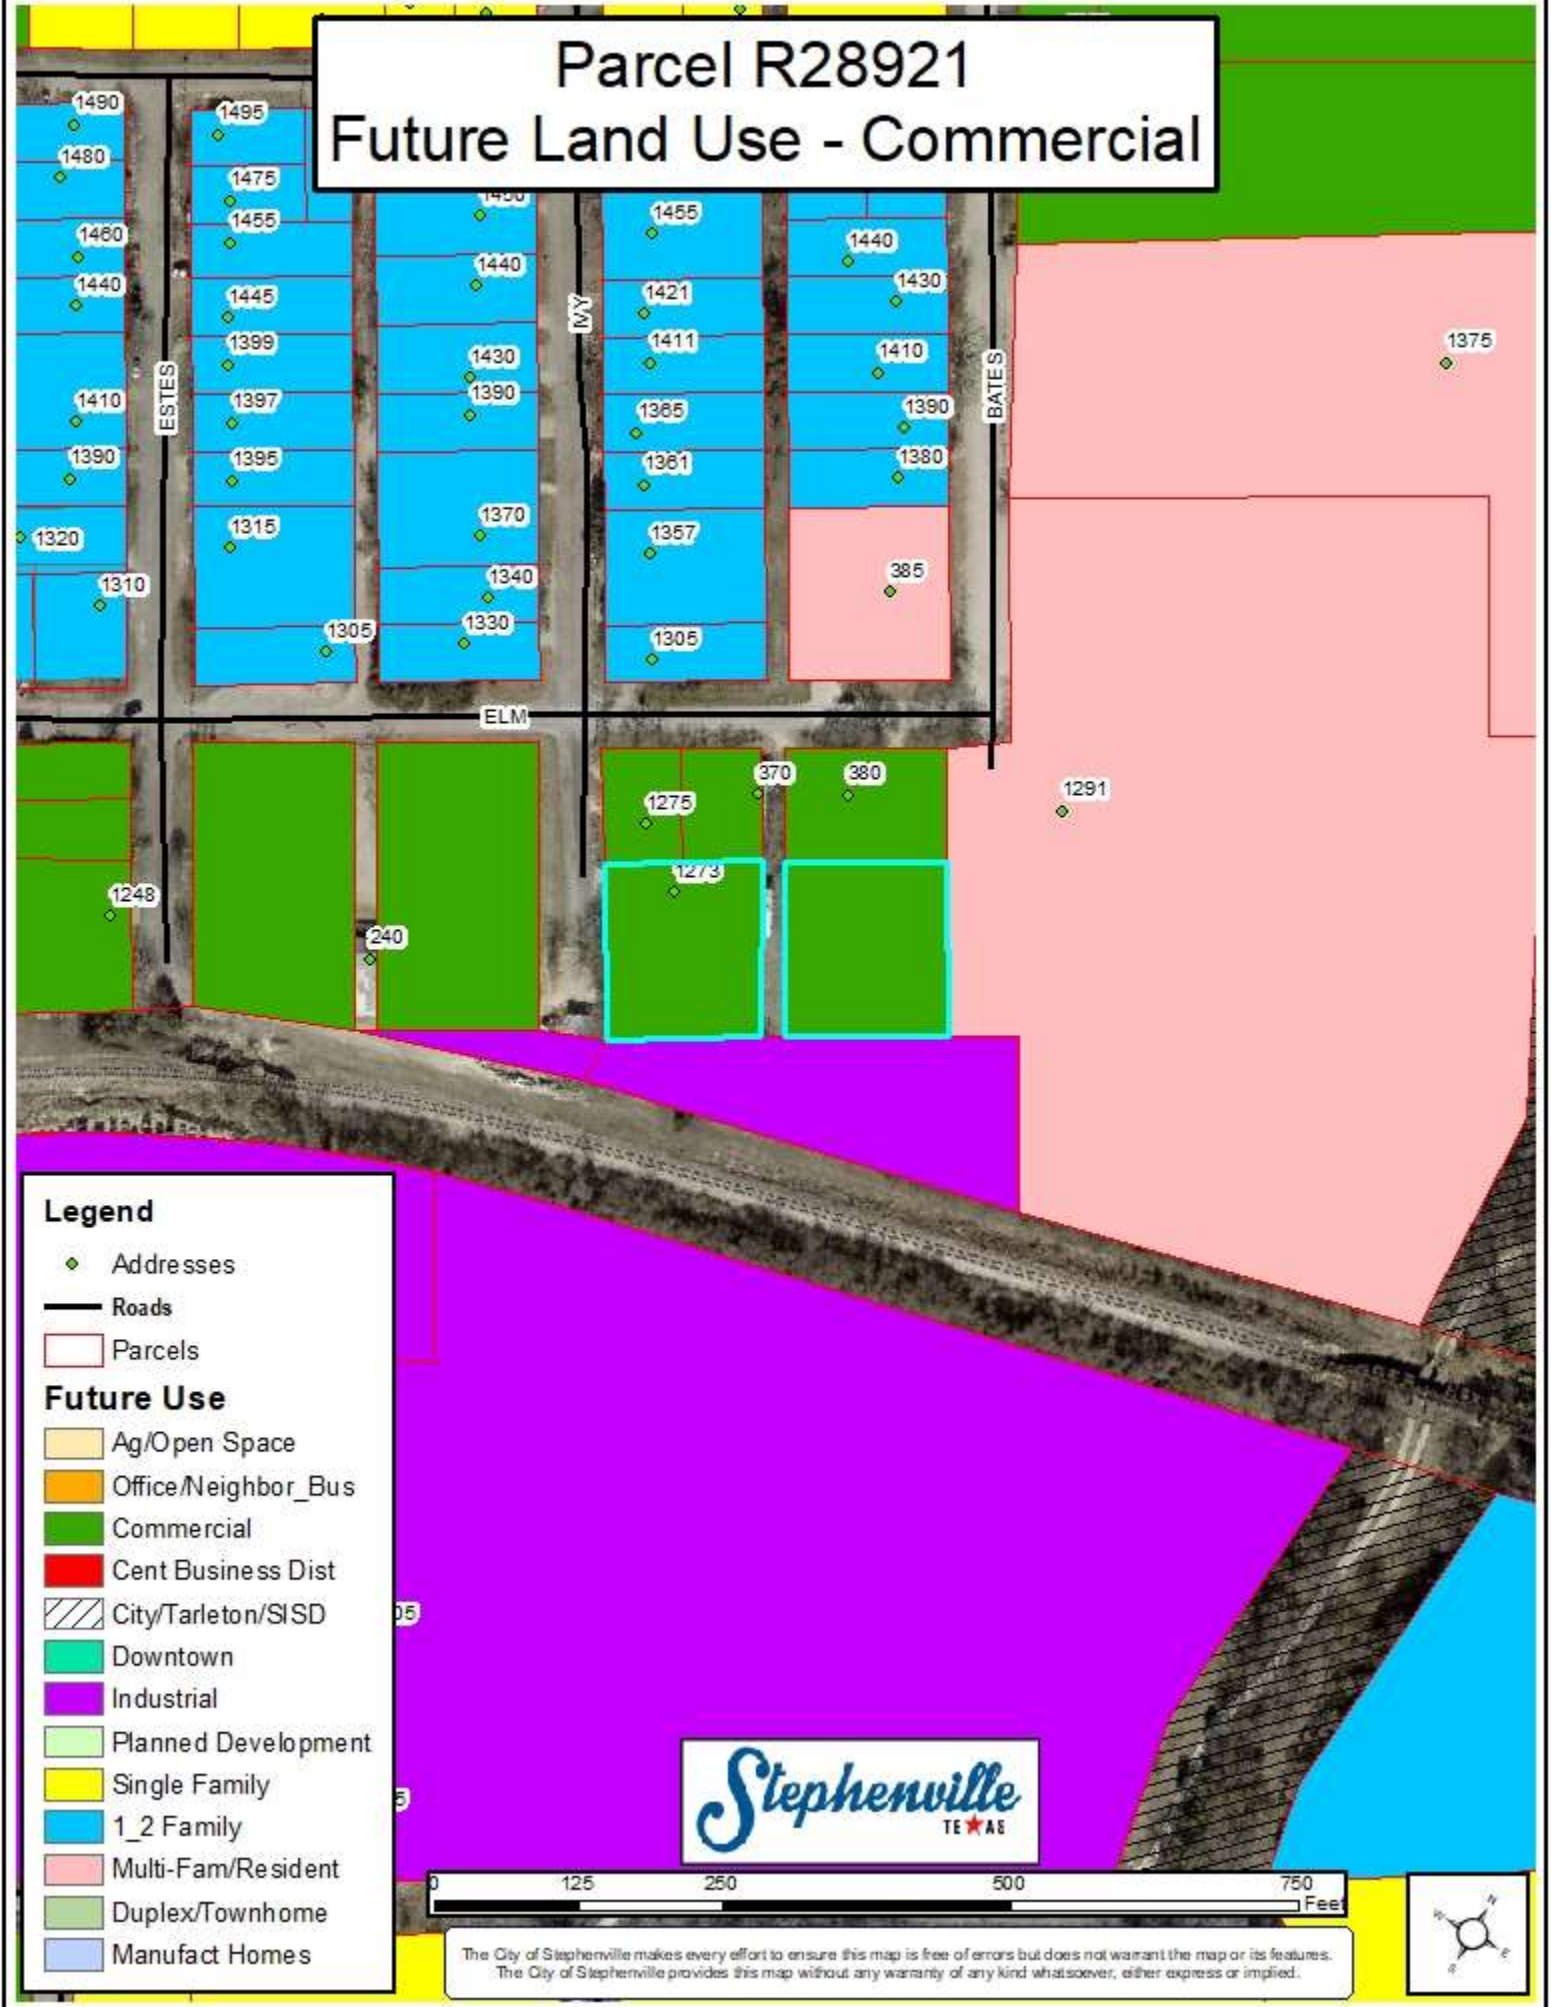 Parcel R28921
Future Land Use - Commercial
1490
1495
1480
1475
1455
1455
1460
1440
1440
1440
1430
1445
1421
1399
1411
1375
1430
1410
1390
1410
1397
1365
1390
ESTES
IVY
BATES
1390
1395
1361
1380
1320
1315
1370
1357
1310
1340
385
1305
1330
1305
ELM
370
380
1275
1291
1273
1248
240
Legend
Addresses
Roads
Parcels
Future Use
Ag/Open Space
Office/Neighbor_Bus
Commercial
Cent Business Dist
City/Tarleton/SISD
Downtown
Industrial
Planned Development
Single Family
1_2 Family
Multi-Fam/Resident
Duplex/Townhome
Manufact Homes
05
5
Stephenville
TEXAS
0 125 250 500 750
Feet
The City of Stephenville makes every effort to ensure this map is free of errors but does not warrant the map or its features.
The City of Stephenville provides this map without any warranty of any kind whatsoever, either express or implied.
N
W
E
S